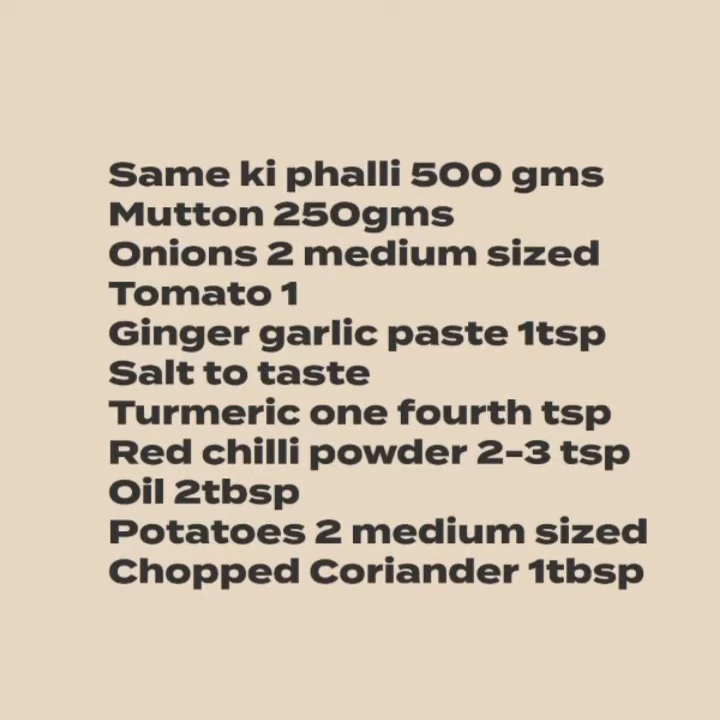 Same ki phalli 500 gms
Mutton 250gms
Onions 2 medium sized
Tomato 1
Ginger garlic paste 1tsp
Salt to taste
Turmeric one fourth tsp
Red chilli powder 2-3 tsp
Oil 2tbsp
Potatoes 2 medium sized
Chopped Coriander 1tbsp